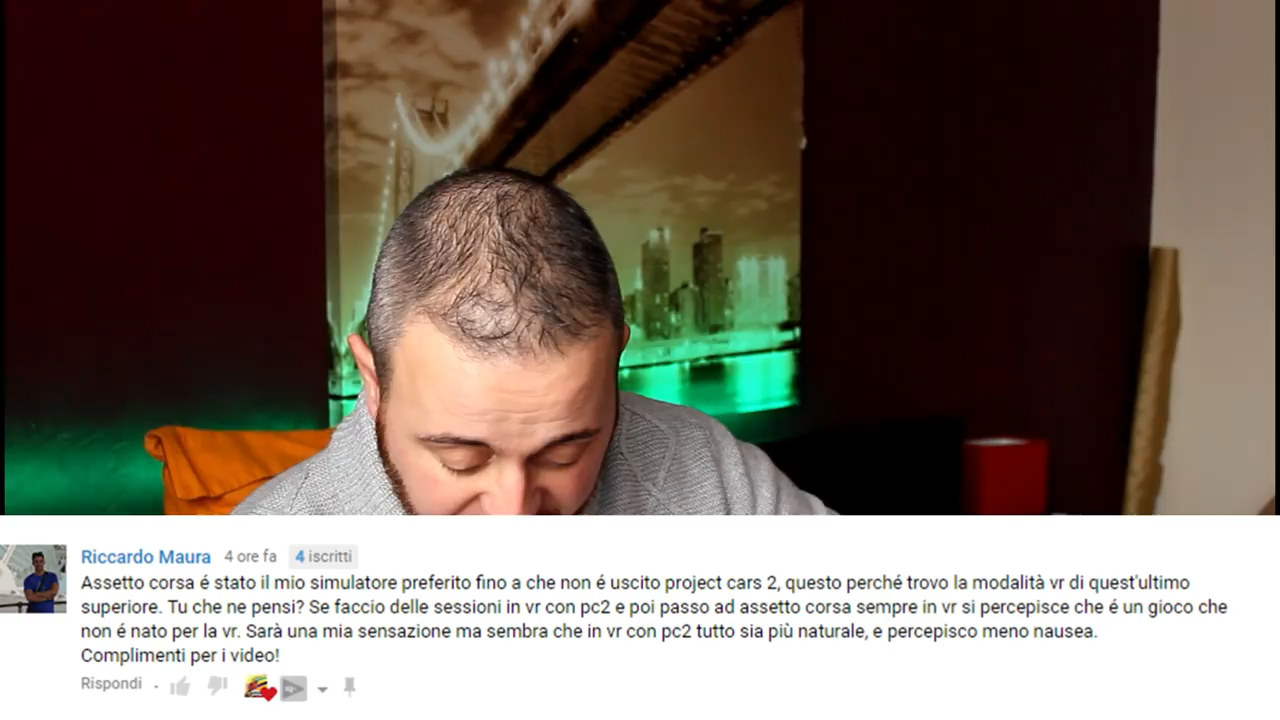 Riccardo Maura 4 ore fa 4 iscritti
Assetto corsa é stato il mio simulatore preferito fino a che non é uscito project cars 2, questo perché trovo la modalità vr di quest'ultimo
superiore. Tu che ne pensi? Se faccio delle sessioni in vr con pc2 e poi passo ad assetto corsa sempre in vr si percepisce che é un gioco che
non é nato per la vr. Sarà una mia sensazione ma sembra che in vr con pc2 tutto sia più naturale, e percepisco meno nausea.
Complimenti per i video!
Rispondi